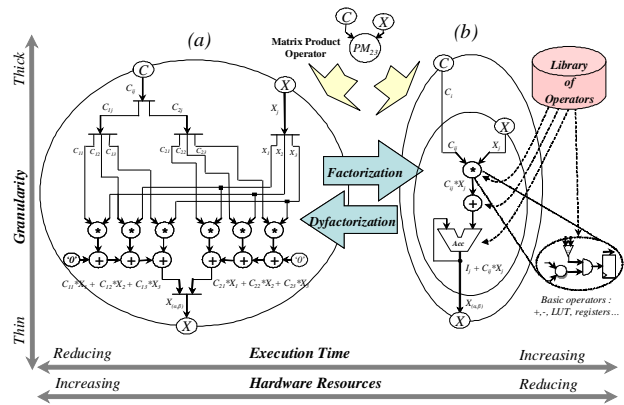 (a)
C
X
(b)
Matrix Product
Operator
PM23
C
X
Library
of
Operators
C
Cij
C1j
C2j
Xj
C11
C12
C13
C21
C22
C23
X1
X2
X3
Ci
X
Cij
Xj
*
Cij*Xj
+
Acc
Ij + Cij*Xj
X(α,β)
X
Factorization
Dyfactorization
* * * * * *
'0' + + + + + + '0'
C11*X1 + C12*X2 + C13*X3
C21*X1 + C22*X2 + C23*X3
X(α,β)
X
Basic operators :
+,-, LUT, registers…
Thick
Granularity
Thin
Reducing
Execution Time
Increasing
Increasing
Hardware Resources
Reducing